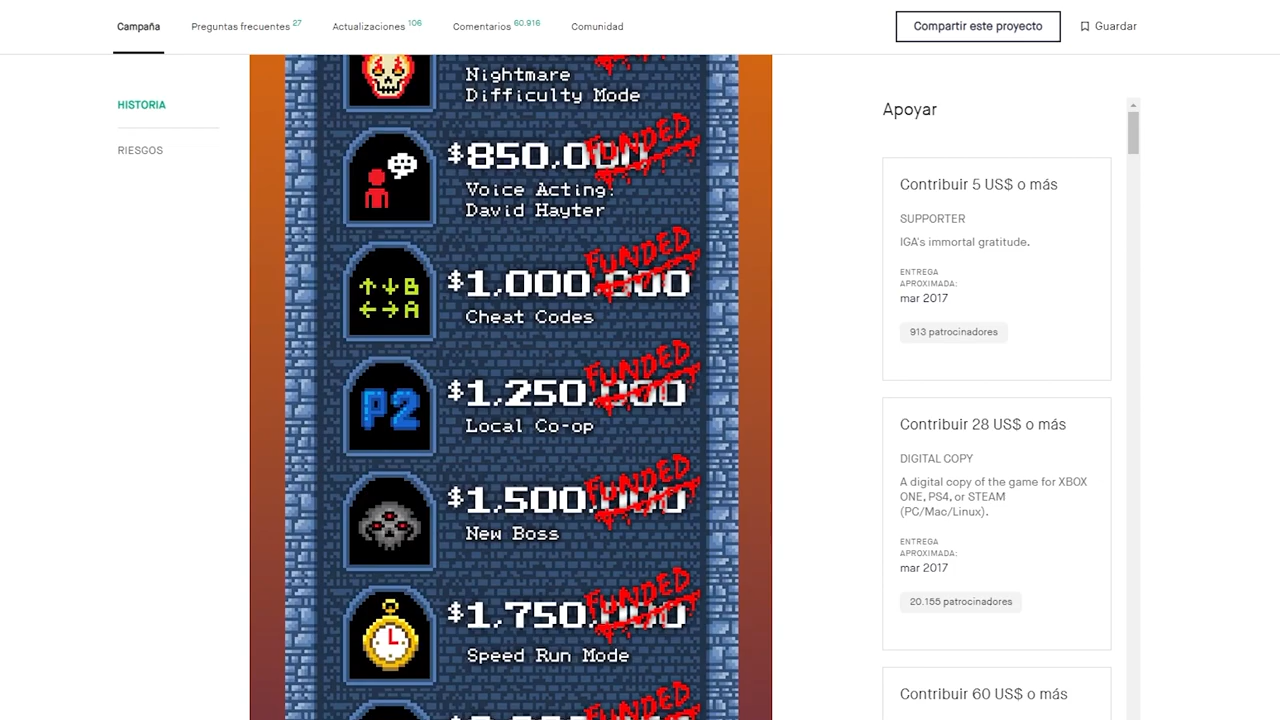 Campaña
Preguntas frecuentes 27
Actualizaciones 106
Comentarios 60.916
Comunidad
Compartir este proyecto
Guardar
HISTORIA
RIESGOS
Nightmare
Difficulty Mode
FUNDED
$850.000
Voice Acting:
David Hayter
FUNDED
$1.000.000
↑ ↓ B
← → A
Cheat Codes
FUNDED
$1.250.000
P2
Local Co-op
FUNDED
$1.500.000
New Boss
FUNDED
$1.750.000
Speed Run Mode
Apoyar
Contribuir 5 US$ o más
SUPPORTER
IGA's immortal gratitude.
ENTREGA
APROXIMADA:
mar 2017
913 patrocinadores
Contribuir 28 US$ o más
DIGITAL COPY
A digital copy of the game for XBOX
ONE, PS4, or STEAM
(PC/Mac/Linux).
ENTREGA
APROXIMADA:
mar 2017
20.155 patrocinadores
Contribuir 60 US$ o más